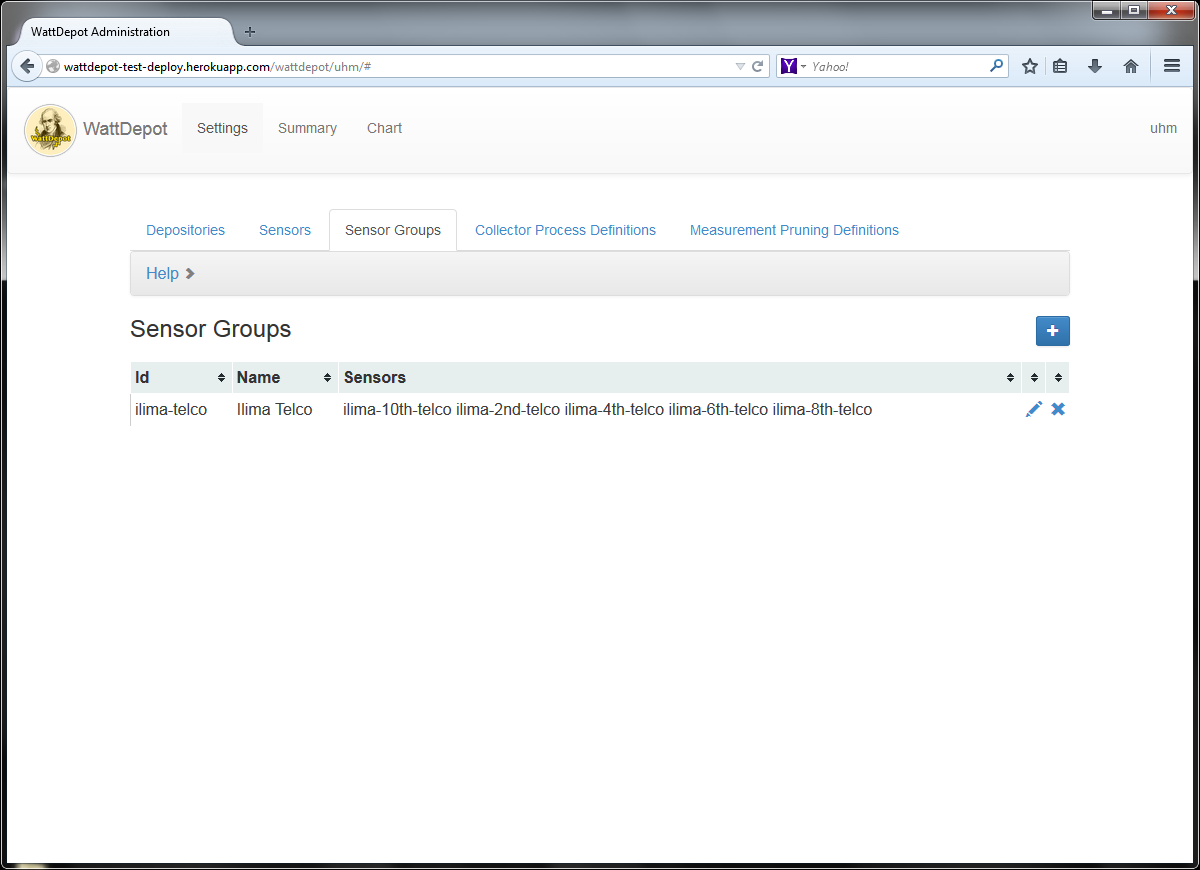 WattDepot Administration
wattdepot-test-deploy.herokuapp.com/wattdepot/uhm/#
Y Yahoo!
WattDepot WattDepot Settings Summary Chart uhm
Depositories Sensors Sensor Groups Collector Process Definitions Measurement Pruning Definitions
Help
Sensor Groups
Id Name Sensors
ilima-telco Ilima Telco ilima-10th-telco ilima-2nd-telco ilima-4th-telco ilima-6th-telco ilima-8th-telco